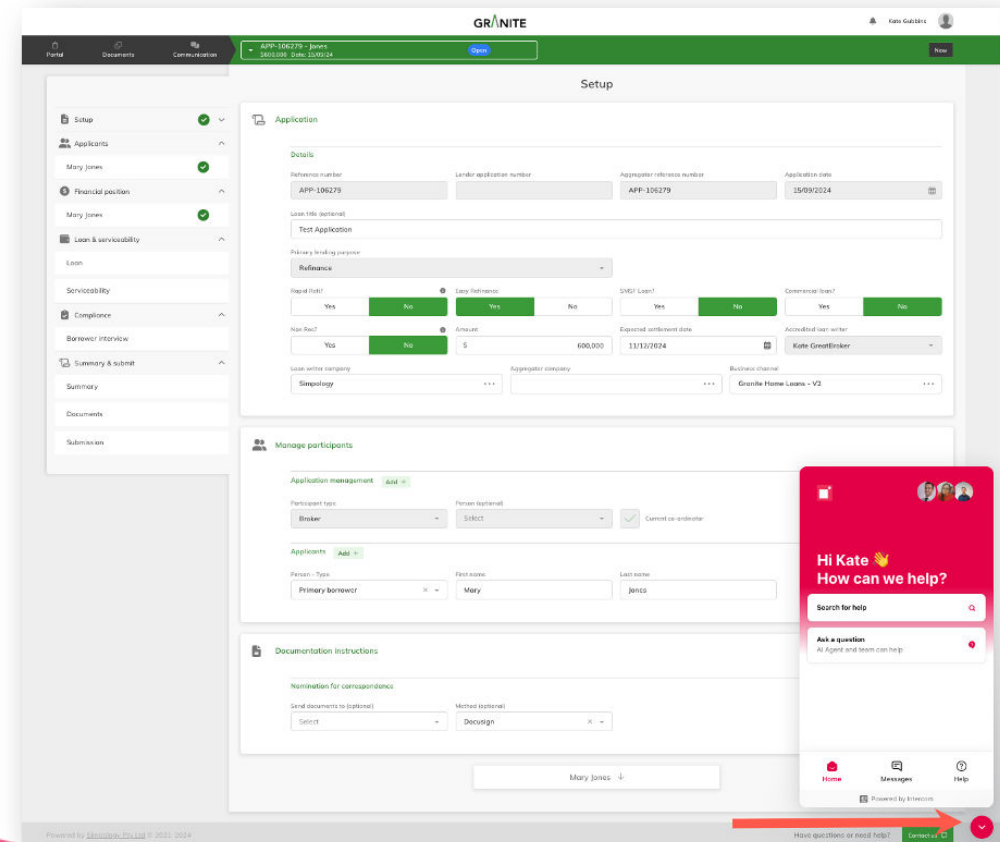 GRΛNITE
Kate Gubbins
Portal
Documents
Communication
APP-106279 - Jones
$600,000 Date: 15/09/24
Open
New
Setup
Setup
Applicants
Mary Jones
Financial position
Mary Jones
Loan & serviceability
Loan
Serviceability
Compliance
Borrower interview
Summary & submit
Summary
Documents
Submission
Application
Details
Reference number Lender application number Aggregator reference number Application date
APP-106279 APP-106279 15/09/2024
Loan title (optional)
Test Application
Primary lending purpose
Refinance
Rapid Refi? Easy Refinance SMSF Loan? Commercial loan?
Yes No Yes No Yes No Yes No
Non Res? Amount Expected settlement date Accredited loan writer
Yes No $ 600,000 11/12/2024 Kate GreatBroker
Loan writer company Aggregator company Business channel
Simpology ... ... Granite Home Loans - V2 ...
Manage participants
Application management Add +
Participant type Person (optional)
Broker Select Current co-ordinator
Applicants Add +
Person - Type First name Last name
Primary borrower × Mary Jones
Documentation instructions
Nomination for correspondence
Send documents to (optional) Method (optional)
Select Docusign ×
Mary Jones ↓
Hi Kate 👋
How can we help?
Search for help
Ask a question
AI Agent and team can help
Home Messages Help
Powered by Intercom
Powered by Simpology Pty Ltd © 2021, 2024
Have questions or need help? Contact us